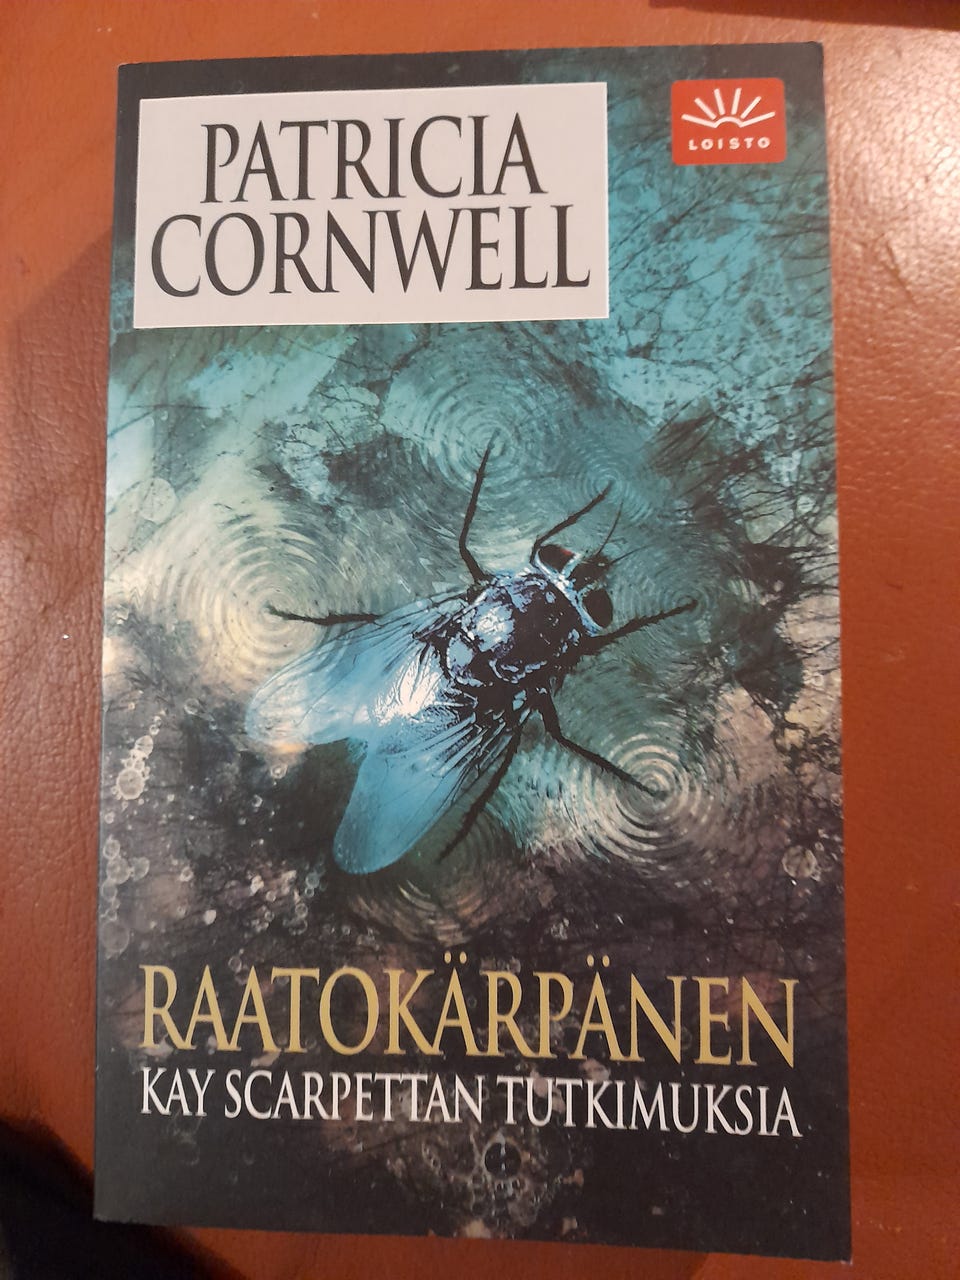 PATRICIA
CORNWELL
LOISTO
RAATOKÄRPÄNEN
KAY SCARPETTAN TUTKIMUKSIA